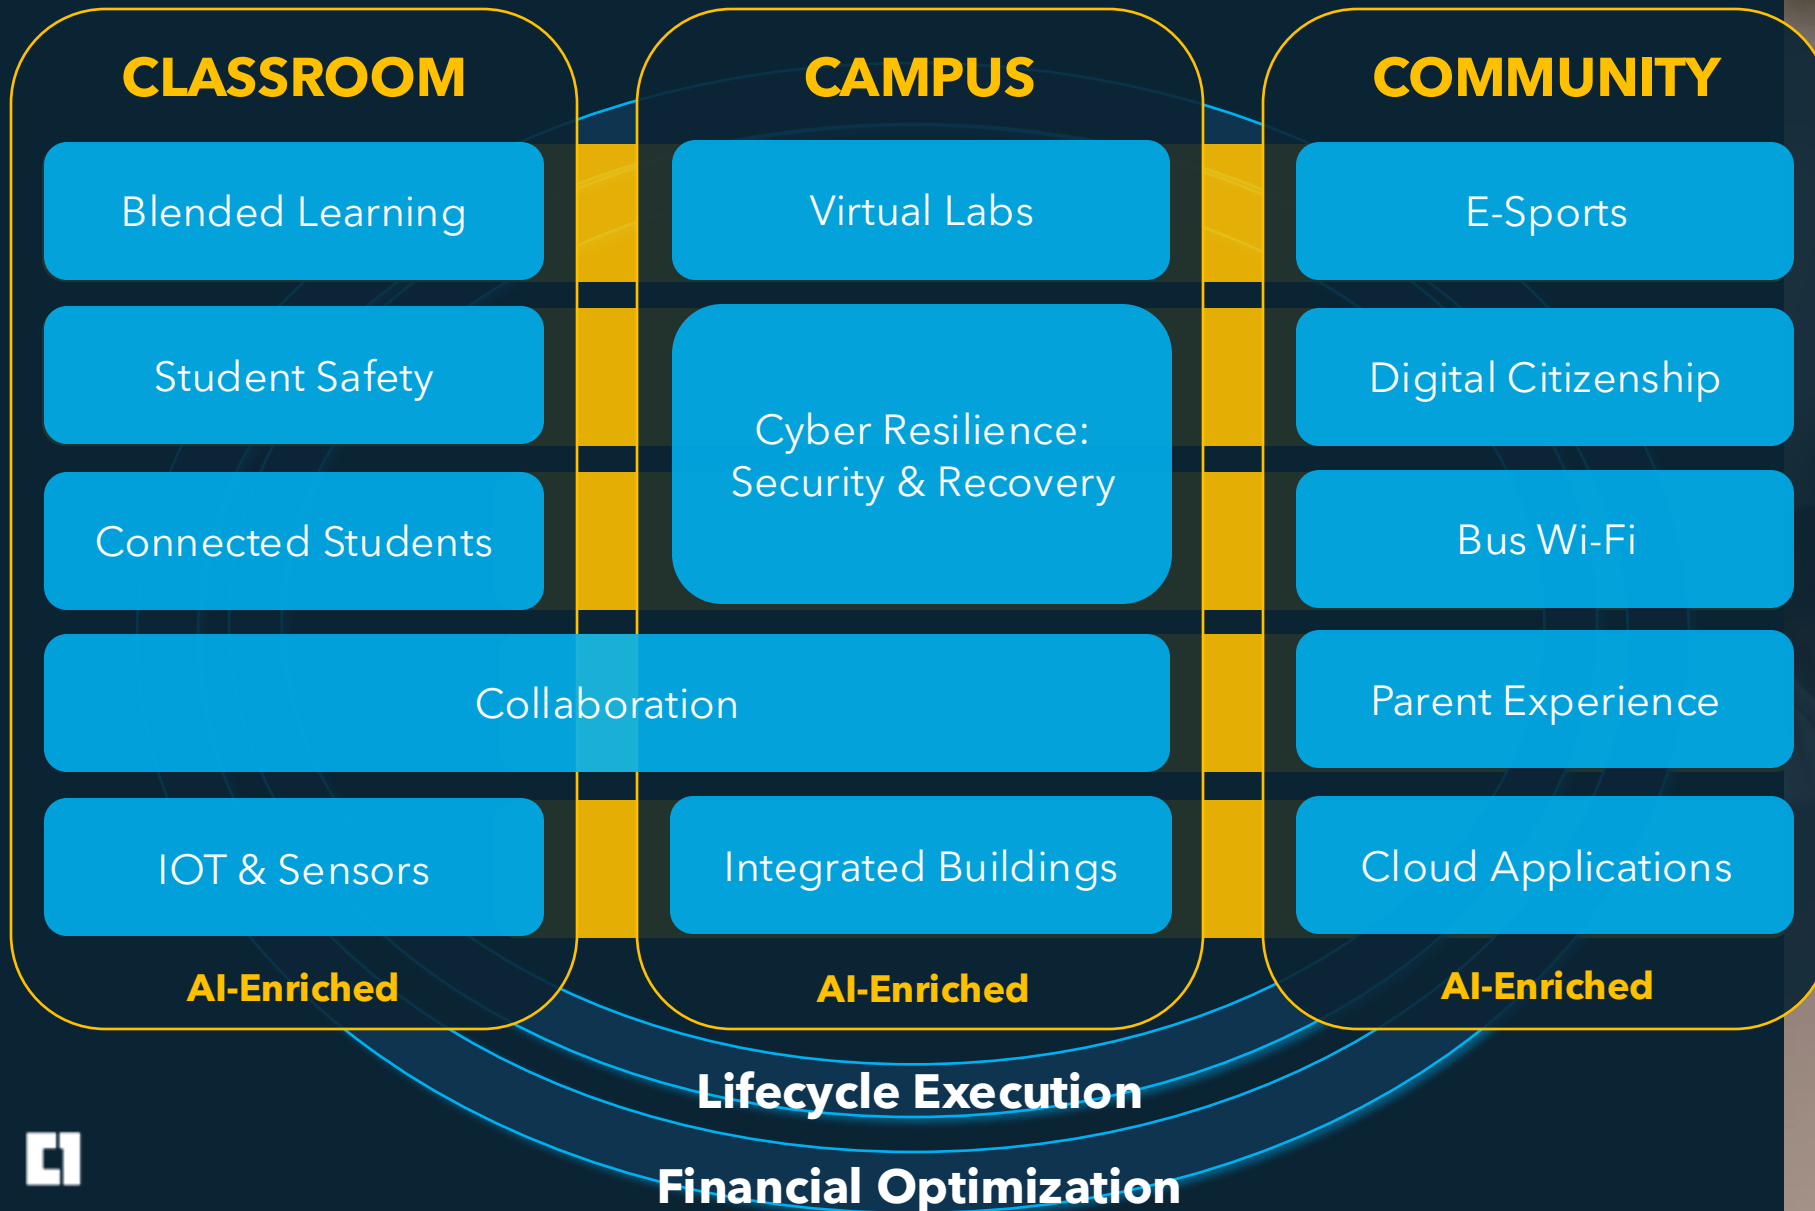 CLASSROOM
Blended Learning
Student Safety
Connected Students
Collaboration
IOT & Sensors
AI-Enriched
CAMPUS
Virtual Labs
Cyber Resilience:
Security & Recovery
Integrated Buildings
AI-Enriched
COMMUNITY
E-Sports
Digital Citizenship
Bus Wi-Fi
Parent Experience
Cloud Applications
AI-Enriched
Lifecycle Execution
Financial Optimization